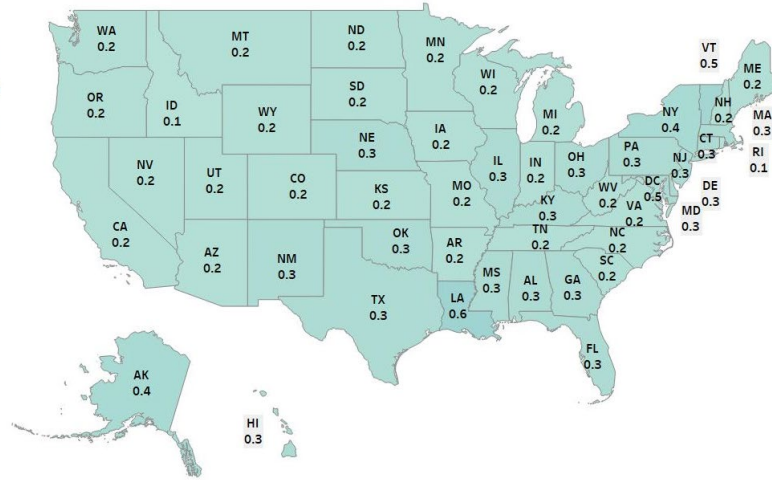 WA
0.2
MT
0.2
ND
0.2
MN
0.2
VT
0.5
ME
0.2
OR
0.2
ID
0.1
WY
0.2
SD
0.2
WI
0.2
MI
0.2
NY
0.4
NH
0.2
MA
0.3
NV
0.2
UT
0.2
CO
0.2
NE
0.3
IA
0.2
IL
0.3
IN
0.2
OH
0.3
PA
0.3
NJ
0.3
CT
0.3
RI
0.1
CA
0.2
AZ
0.2
NM
0.3
KS
0.2
MO
0.2
KY
0.3
WV
0.2
VA
0.2
DC
0.5
DE
0.3
MD
0.3
OK
0.3
AR
0.2
TN
0.2
NC
0.2
SC
0.2
TX
0.3
LA
0.6
MS
0.3
AL
0.3
GA
0.3
FL
0.3
AK
0.4
HI
0.3